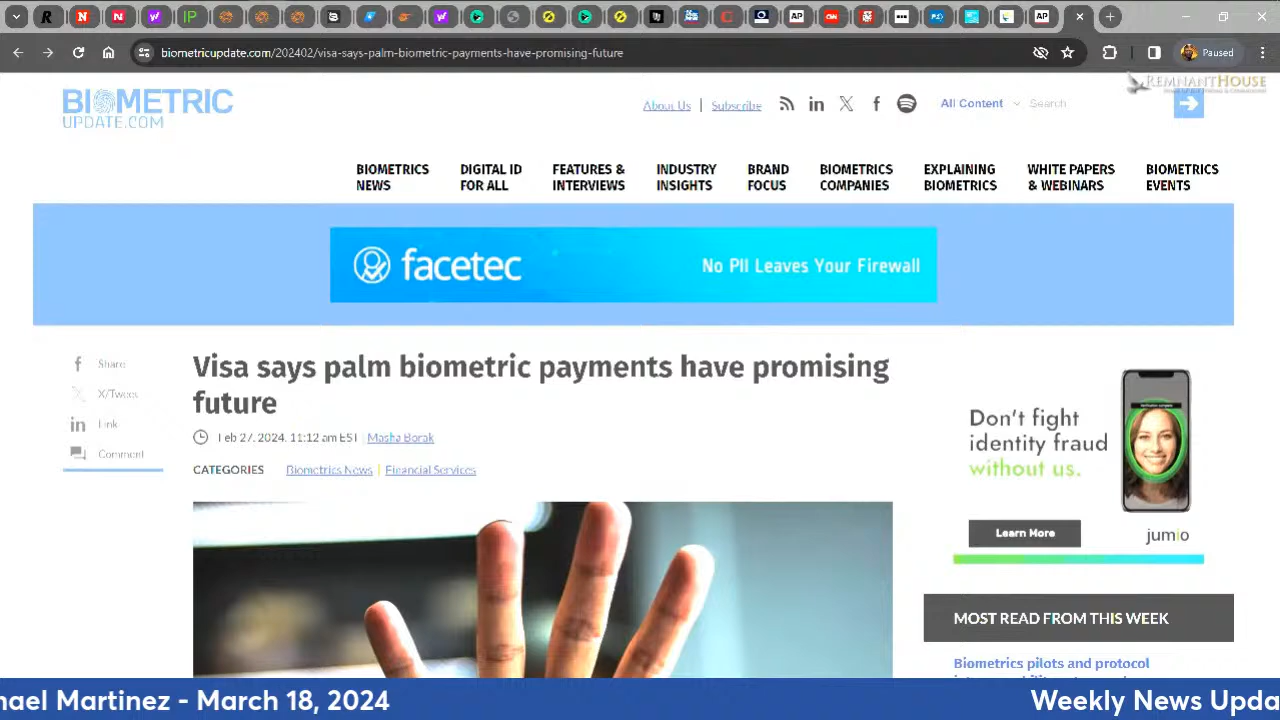 biometricupdate.com/202402/visa-says-palm-biometric-payments-have-promising-future
Paused
REMNANTHOUSE
BIOMETRIC
UPDATE.COM
About Us | Subscribe
All Content
Search
BIOMETRICS NEWS
DIGITAL ID FOR ALL
FEATURES & INTERVIEWS
INDUSTRY INSIGHTS
BRAND FOCUS
BIOMETRICS COMPANIES
EXPLAINING BIOMETRICS
WHITE PAPERS & WEBINARS
BIOMETRICS EVENTS
facetec
No PII Leaves Your Firewall
Share
X/Tweet
Link
Comment
Visa says palm biometric payments have promising
future
Feb 27, 2024, 11:12 am EST | Masha Borak
CATEGORIES Biometrics News | Financial Services
Don't fight
identity fraud
without us.
Learn More
jumio
MOST READ FROM THIS WEEK
Biometrics pilots and protocol
hael Martinez - March 18, 2024
Weekly News Upda